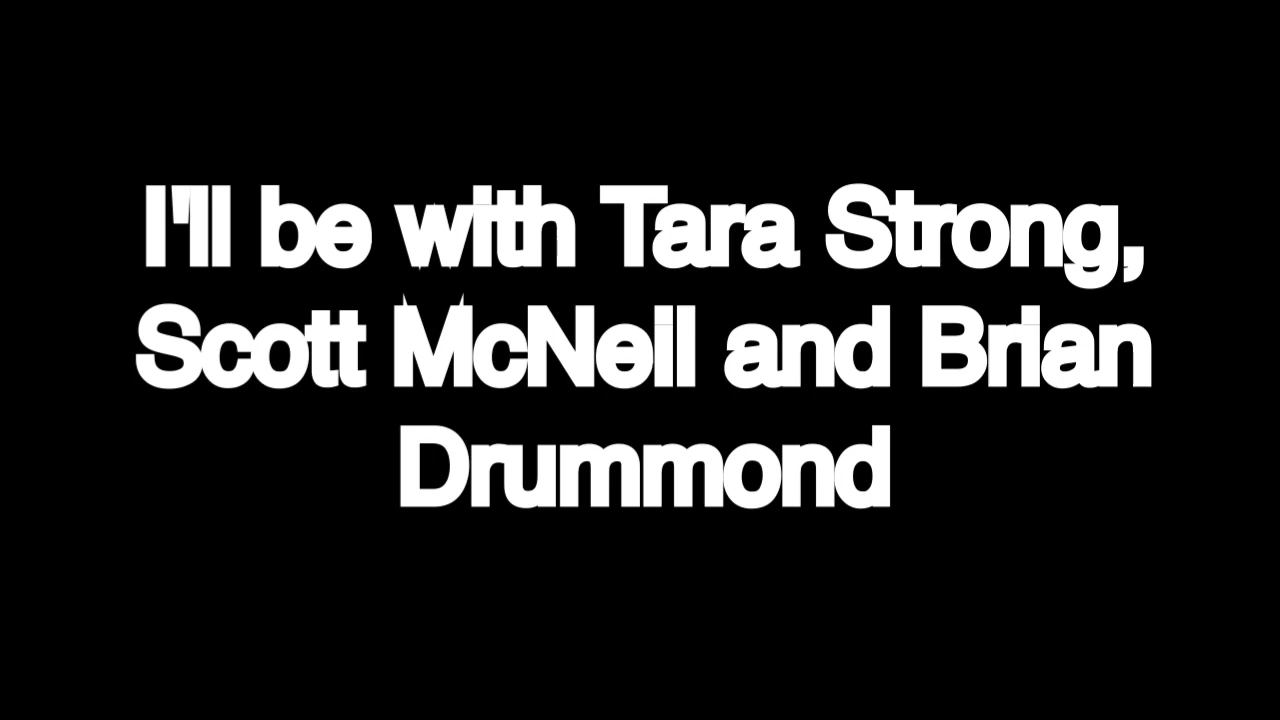 I'll be with Tara Strong,
Scott McNeil and Brian
Drummond